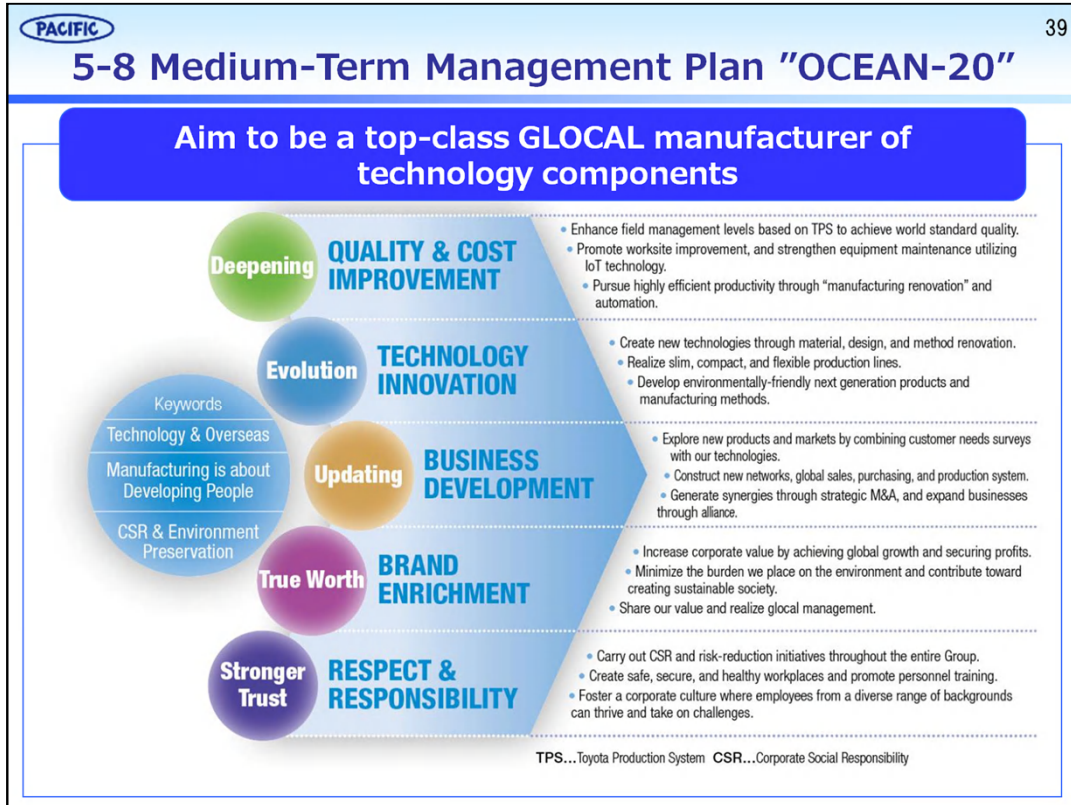 PACIFIC
39
5-8 Medium-Term Management Plan ”OCEAN-20”
Aim to be a top-class GLOCAL manufacturer of
technology components
Keywords
Technology & Overseas
Manufacturing is about
Developing People
CSR & Environment
Preservation
Deepening
QUALITY & COST
IMPROVEMENT
• Enhance field management levels based on TPS to achieve world standard quality.
• Promote worksite improvement, and strengthen equipment maintenance utilizing
IoT technology.
• Pursue highly efficient productivity through “manufacturing renovation” and
automation.
Evolution
TECHNOLOGY
INNOVATION
• Create new technologies through material, design, and method renovation.
• Realize slim, compact, and flexible production lines.
• Develop environmentally-friendly next generation products and
manufacturing methods.
Updating
BUSINESS
DEVELOPMENT
• Explore new products and markets by combining customer needs surveys
with our technologies.
• Construct new networks, global sales, purchasing, and production system.
• Generate synergies through strategic M&A, and expand businesses
through alliance.
True Worth
BRAND
ENRICHMENT
• Increase corporate value by achieving global growth and securing profits.
• Minimize the burden we place on the environment and contribute toward
creating sustainable society.
• Share our value and realize glocal management.
Stronger
Trust
RESPECT &
RESPONSIBILITY
• Carry out CSR and risk-reduction initiatives throughout the entire Group.
• Create safe, secure, and healthy workplaces and promote personnel training.
• Foster a corporate culture where employees from a diverse range of backgrounds
can thrive and take on challenges.
TPS...Toyota Production System CSR...Corporate Social Responsibility